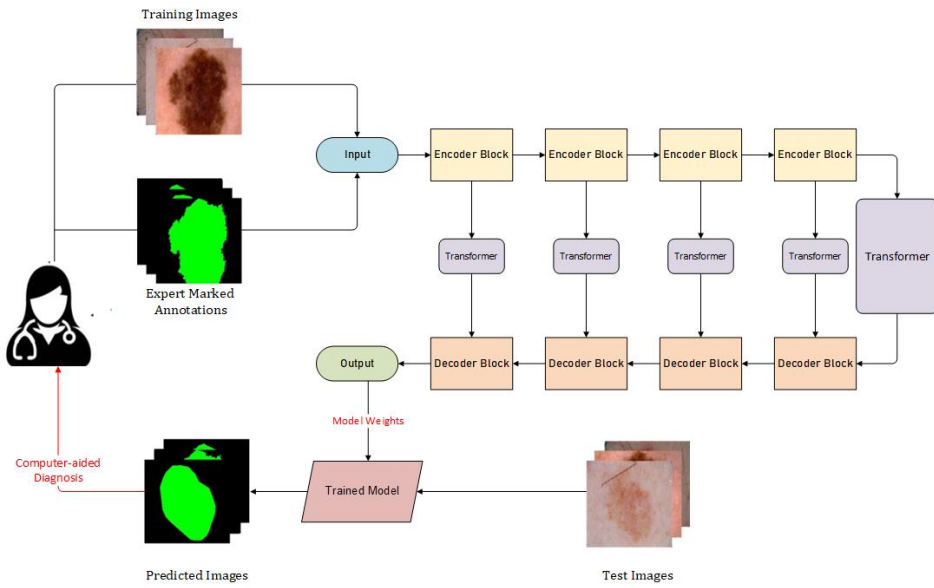 Training Images
Input
Encoder Block
Encoder Block
Encoder Block
Encoder Block
Transformer
Transformer
Transformer
Transformer
Transformer
Expert Marked
Annotations
Output
Decoder Block
Decoder Block
Decoder Block
Decoder Block
Model Weights
Computer-aided
Diagnosis
Trained Model
Predicted Images
Test Images